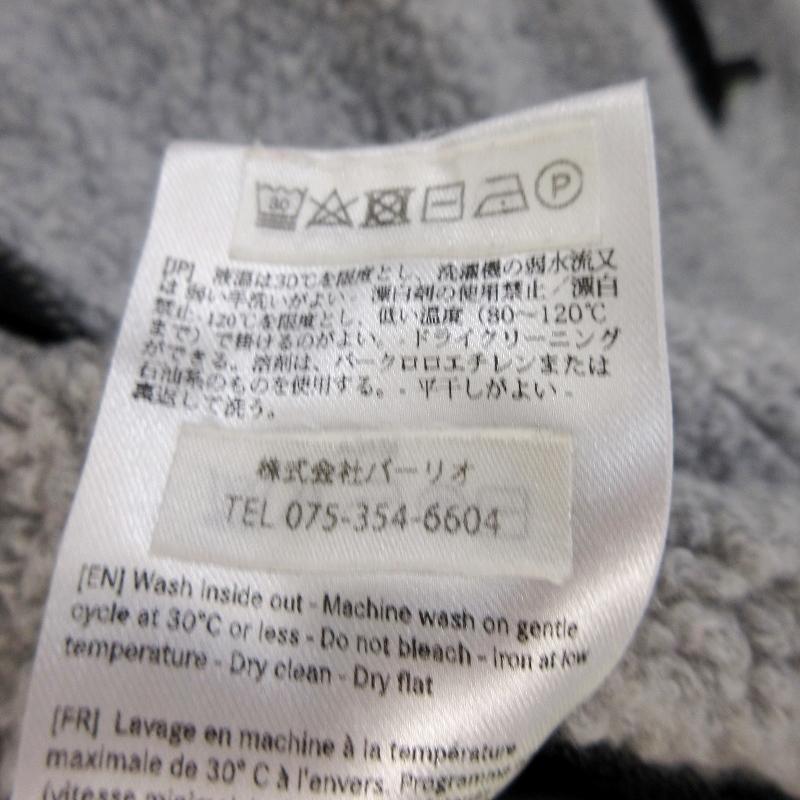 30
P
[JP] 液温は30℃を限度とし、洗濯機の弱水流又
は弱い手洗いがよい - 漂白剤の使用禁止／漂白
禁止 - 120℃を限度とし、低い温度（80～120℃
まで）で掛けるのがよい。- ドライクリーニング
ができる。溶剤は、パークロロエチレンまたは
石油系のものを使用する。- 平干しがよい -
裏返して洗う。
株式会社バーリオ
TEL 075-354-6604
[EN] Wash inside out - Machine wash on gentle
cycle at 30°C or less - Do not bleach - iron at low
temperature - Dry clean - Dry flat
[FR] Lavage en machine à la température
maximale de 30° C à l'envers. Programme
(vitesse